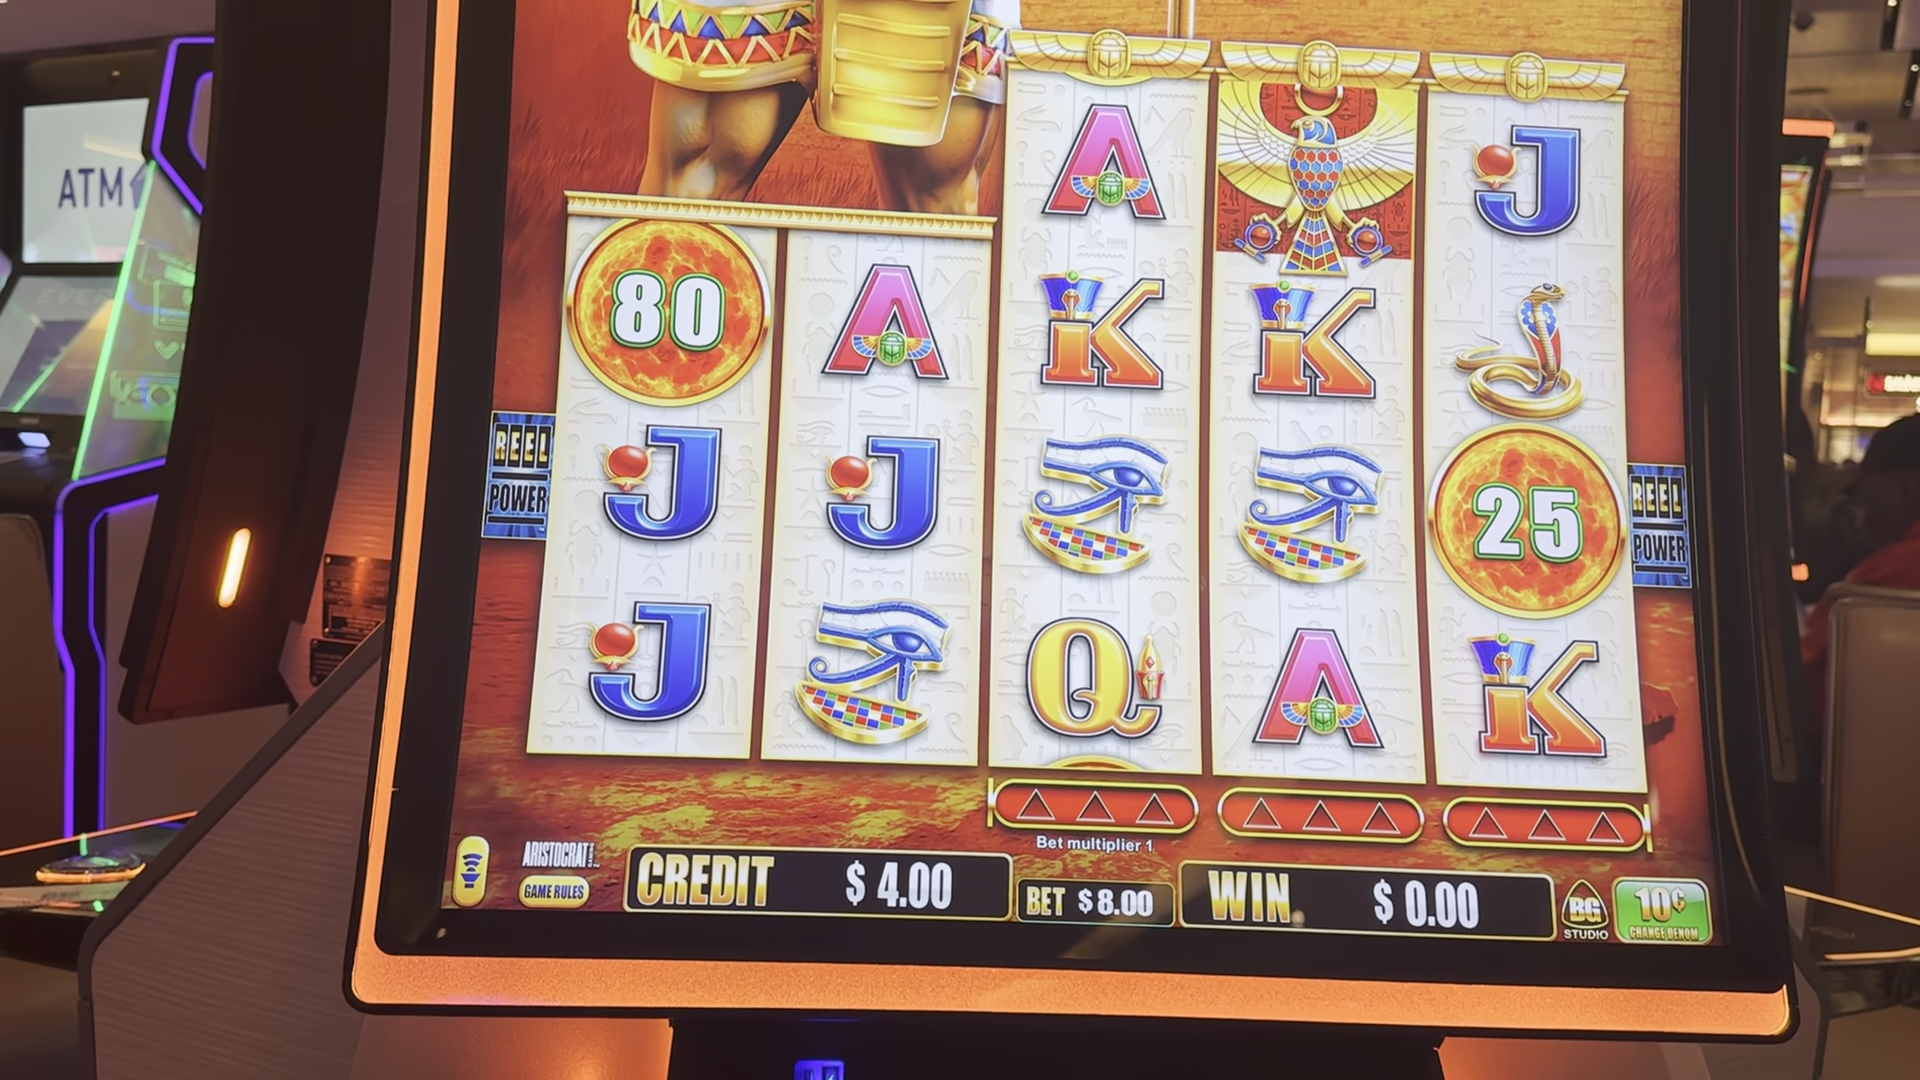 ATM
80
A
J
A
A
K
K
REEL
POWER
J
J
25
REEL
POWER
J
Q
A
K
Bet multiplier 1
ARISTOCRAT
GAME RULES
CREDIT $ 4.00
BET $ 8.00
WIN $ 0.00
BG
STUDIO
10¢
CHANGE DENOM